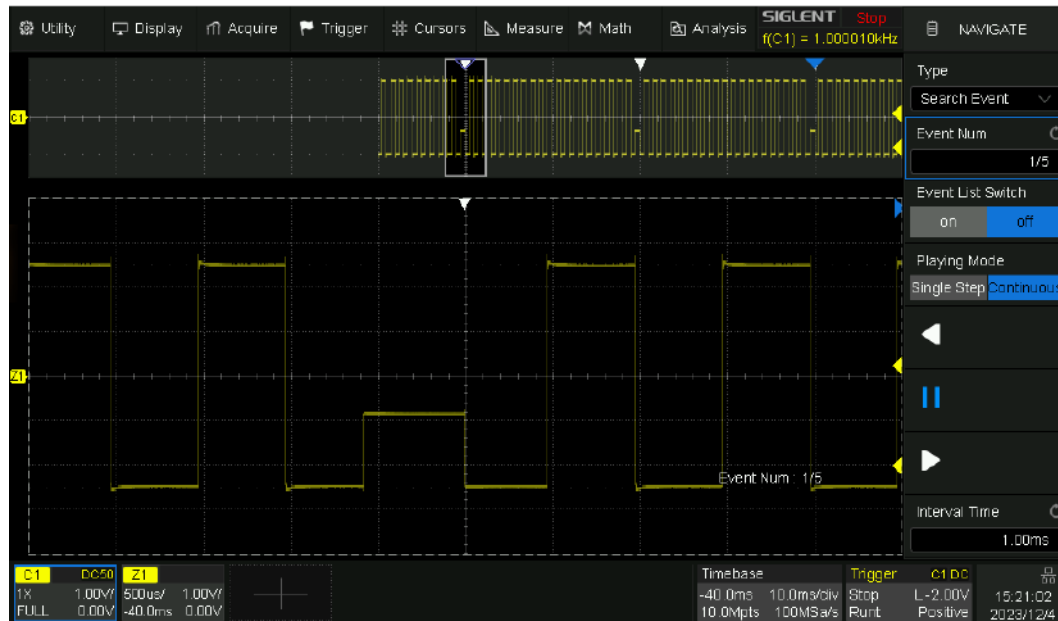 Utility Display Acquire Trigger Cursors Measure Math Analysis
SIGLENT Stop
f(C1) = 1.000010kHz
NAVIGATE
Type
Search Event
Event Num
1/5
Event List Switch
on off
Playing Mode
Single Step Continuous
Interval Time
1.00ms
C1
Z1
Event Num : 1/5
C1 DC50
1X 1.00V/
FULL 0.00V
Z1
500us/ 1.00V/
-40.0ms 0.00V
Timebase
-40.0ms 10.0ms/div
10.0Mpts 100MSa/s
Trigger C1 DC
Stop L -2.00V
Runt Positive
15:21:02
2023/12/4